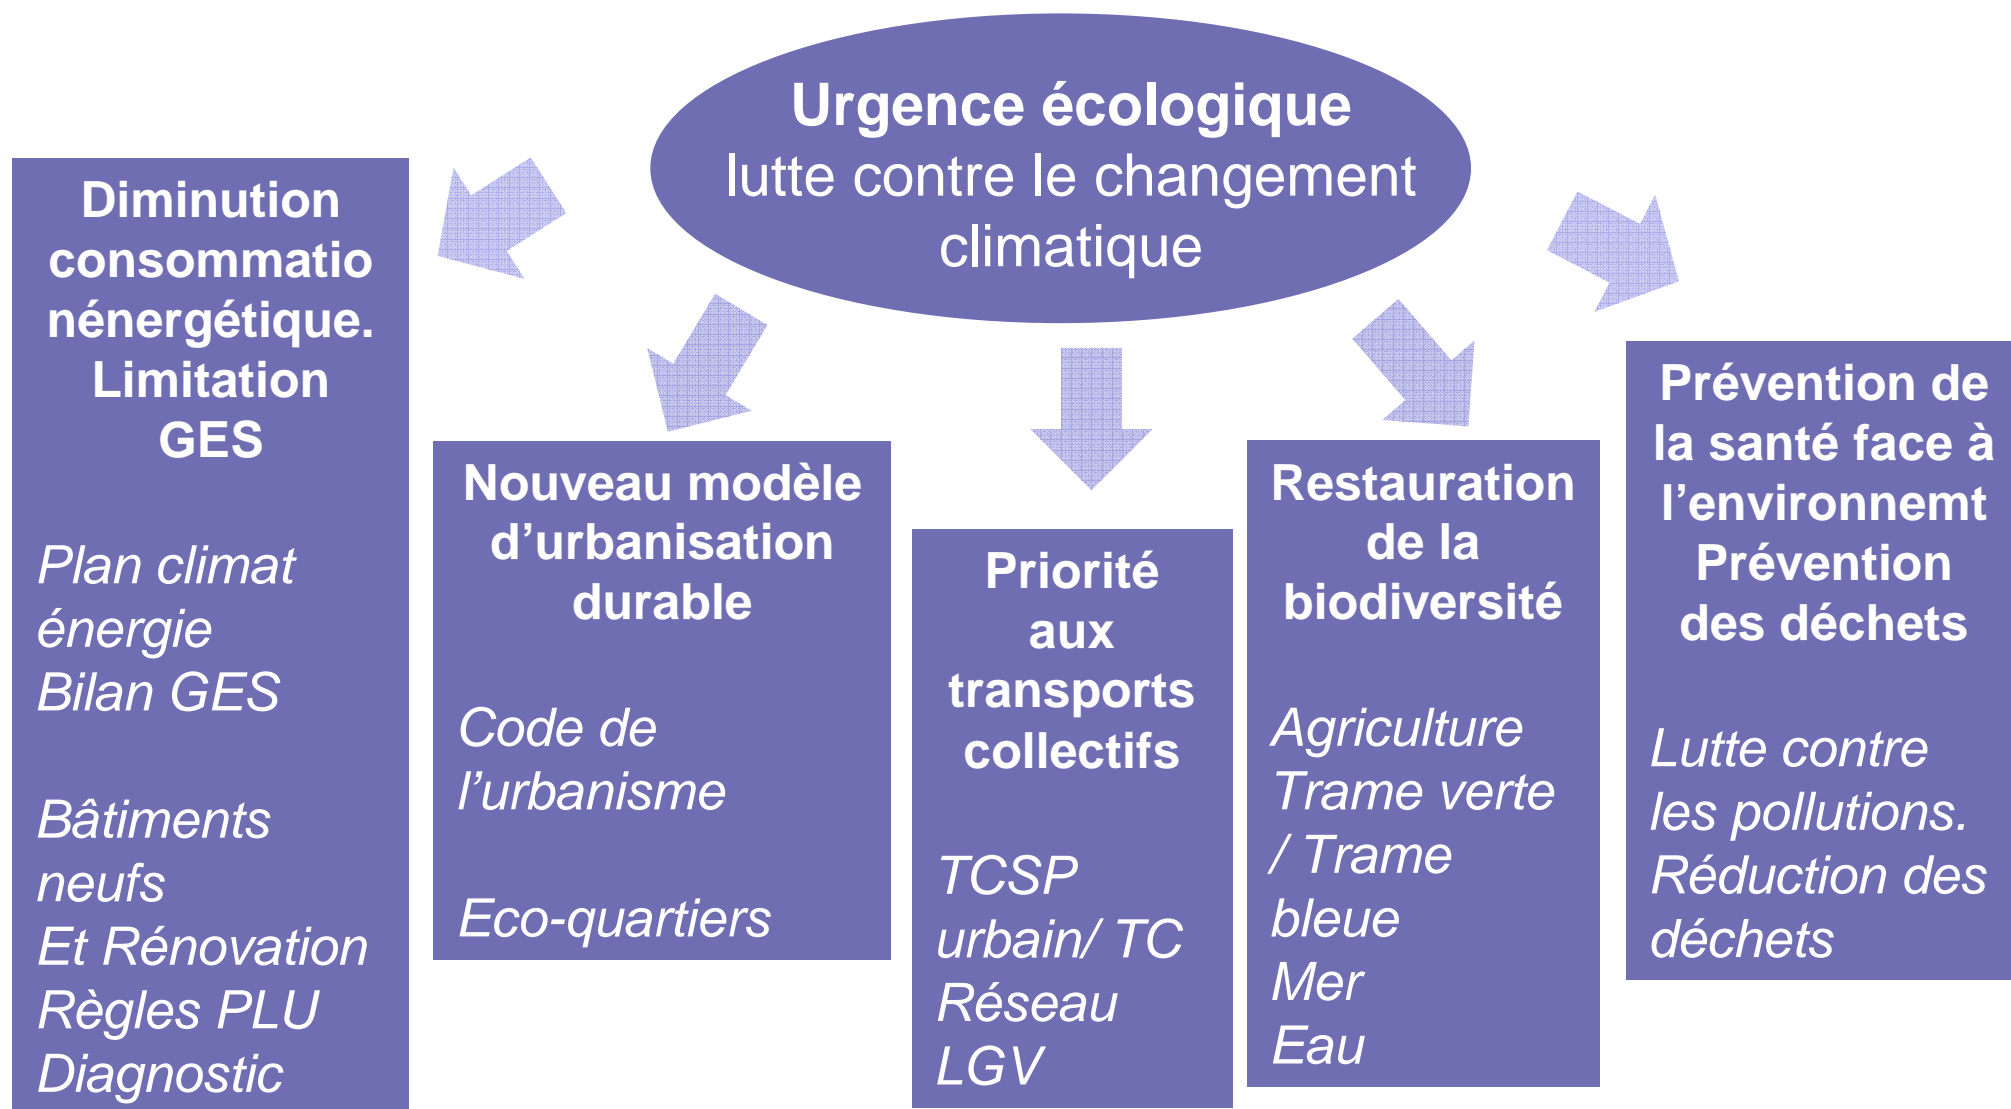 Urgence écologique
lutte contre le changement
climatique
Diminution
consommatio
nénergétique.
Limitation
GES
Plan climat
énergie
Bilan GES
Bâtiments
neufs
Et Rénovation
Règles PLU
Diagnostic
Nouveau modèle
d’urbanisation
durable
Code de
l’urbanisme
Eco-quartiers
Priorité
aux
transports
collectifs
TCSP
urbain/ TC
Réseau
LGV
Restauration
de la
biodiversité
Agriculture
Trame verte
/ Trame
bleue
Mer
Eau
Prévention de
la santé face à
l’environnemt
Prévention
des déchets
Lutte contre
les pollutions.
Réduction des
déchets